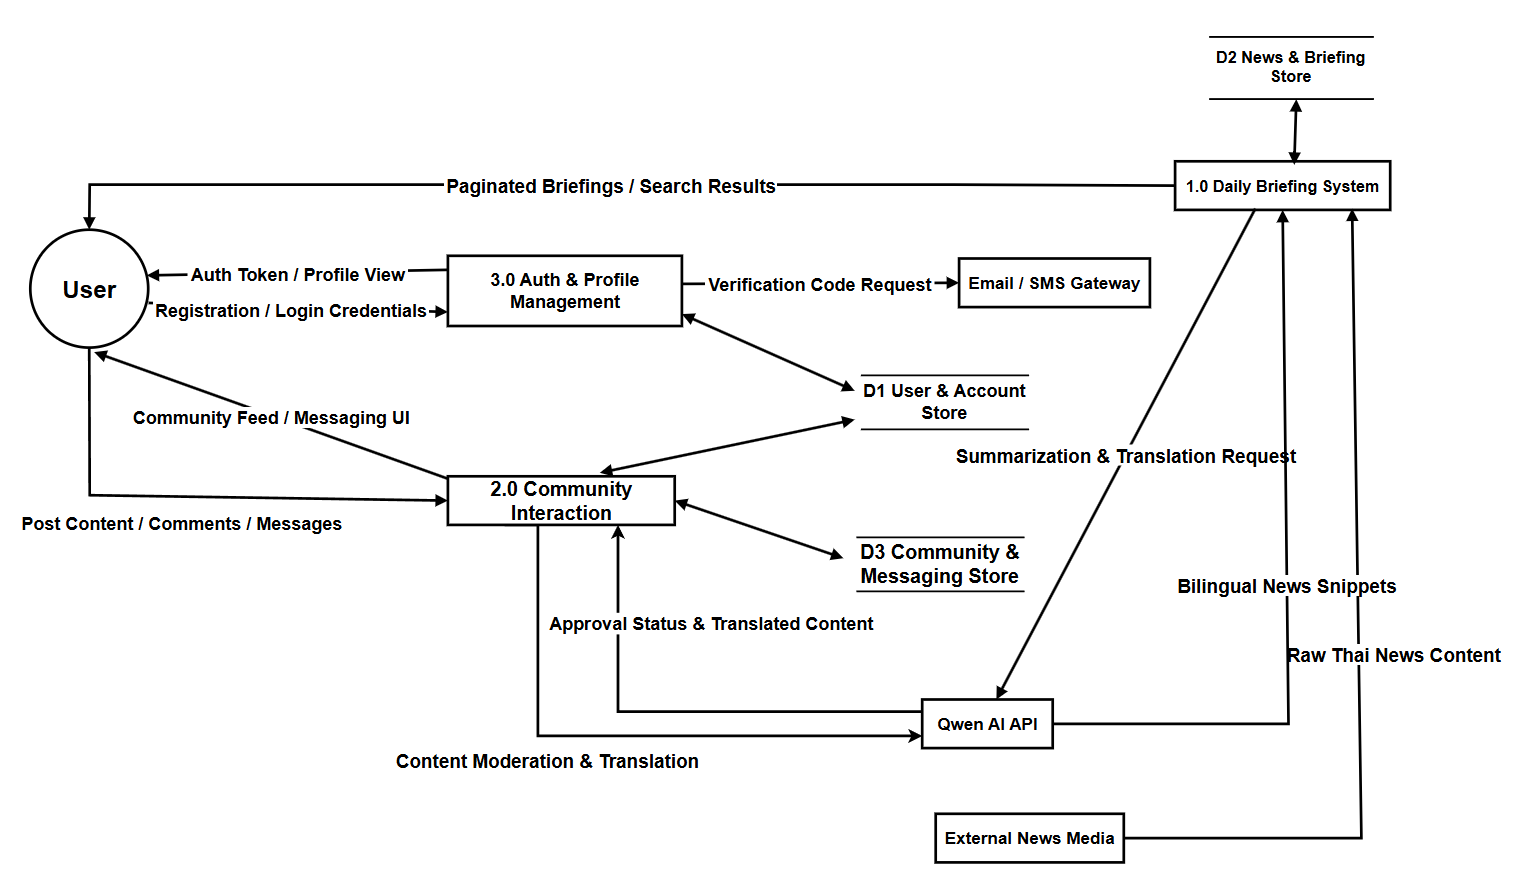 D2 News & Briefing
Store
Paginated Briefings / Search Results
1.0 Daily Briefing System
User
Auth Token / Profile View
3.0 Auth & Profile
Management
Verification Code Request
Email / SMS Gateway
Registration / Login Credentials
D1 User & Account
Store
Community Feed / Messaging UI
Summarization & Translation Request
2.0 Community
Interaction
Post Content / Comments / Messages
D3 Community &
Messaging Store
Bilingual News Snippets
Approval Status & Translated Content
Raw Thai News Content
Qwen AI API
Content Moderation & Translation
External News Media